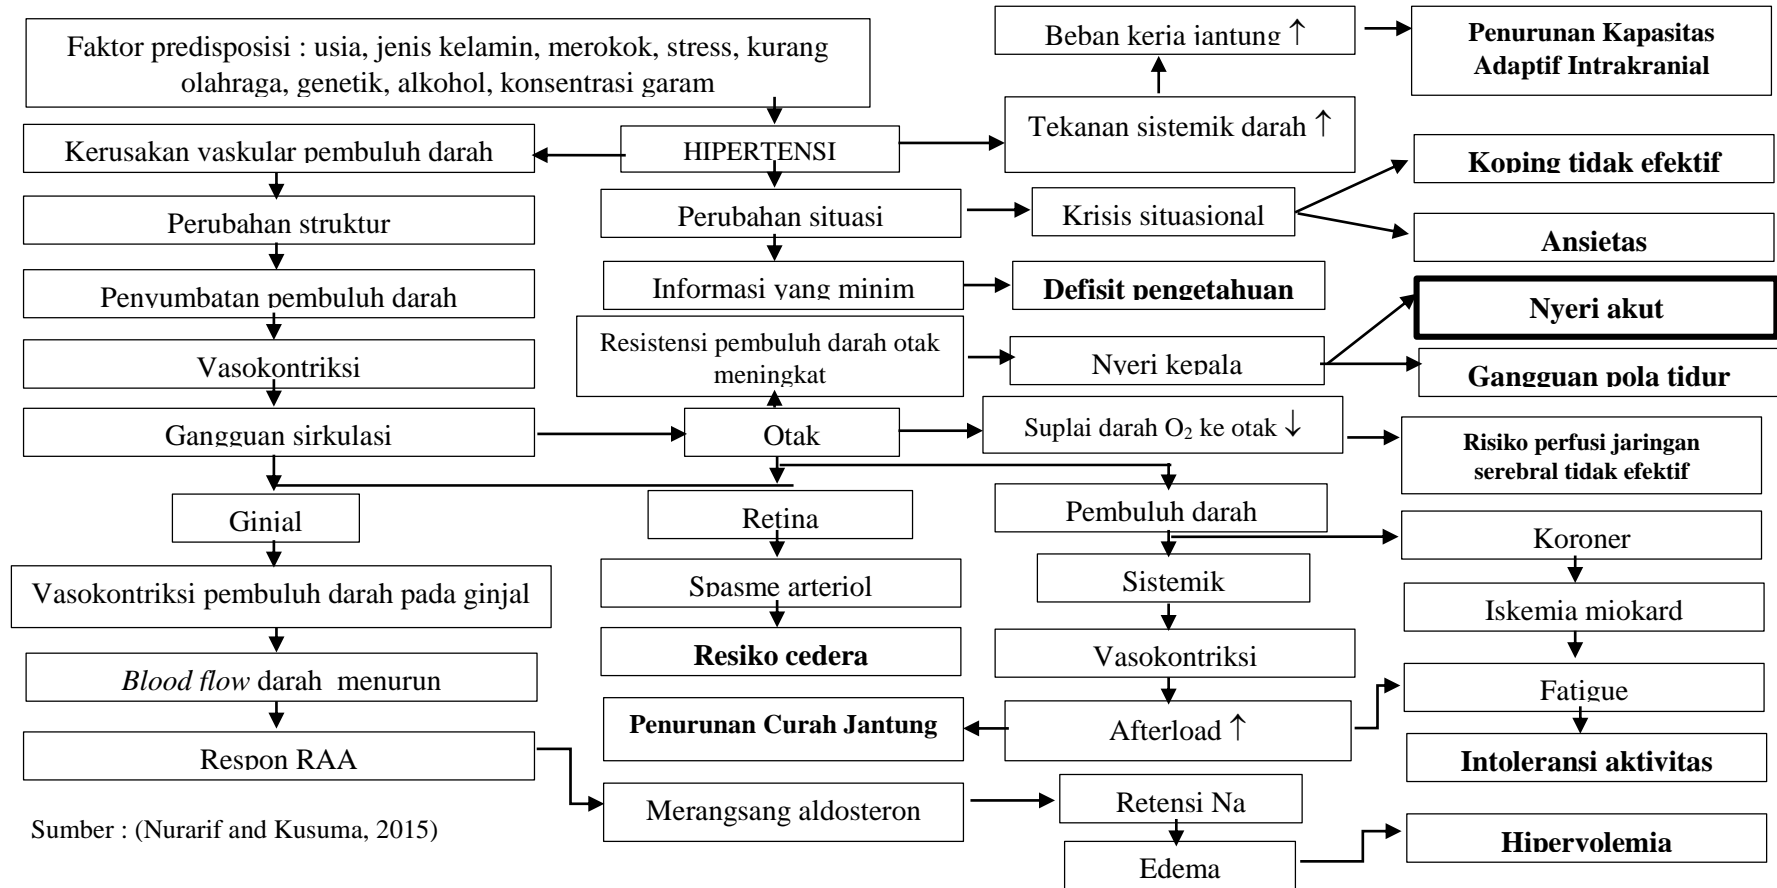 Faktor predisposisi : usia, jenis kelamin, merokok, stress, kurang
olahraga, genetik, alkohol, konsentrasi garam
Beban kerja jantung ↑
Penurunan Kapasitas
Adaptif Intrakranial
Kerusakan vaskular pembuluh darah
HIPERTENSI
Tekanan sistemik darah ↑
Koping tidak efektif
Perubahan struktur
Perubahan situasi
Krisis situasional
Ansietas
Penyumbatan pembuluh darah
Informasi yang minim
Defisit pengetahuan
Nyeri akut
Vasokontriksi
Resistensi pembuluh darah otak
meningkat
Nyeri kepala
Gangguan pola tidur
Gangguan sirkulasi
Otak
Suplai darah O₂ ke otak ↓
Risiko perfusi jaringan
serebral tidak efektif
Ginjal
Retina
Pembuluh darah
Koroner
Vasokontriksi pembuluh darah pada ginjal
Spasme arteriol
Sistemik
Iskemia miokard
Blood flow darah menurun
Resiko cedera
Vasokontriksi
Fatigue
Respon RAA
Penurunan Curah Jantung
Afterload ↑
Intoleransi aktivitas
Merangsang aldosteron
Retensi Na
Sumber : (Nurarif and Kusuma, 2015)
Edema
Hipervolemia